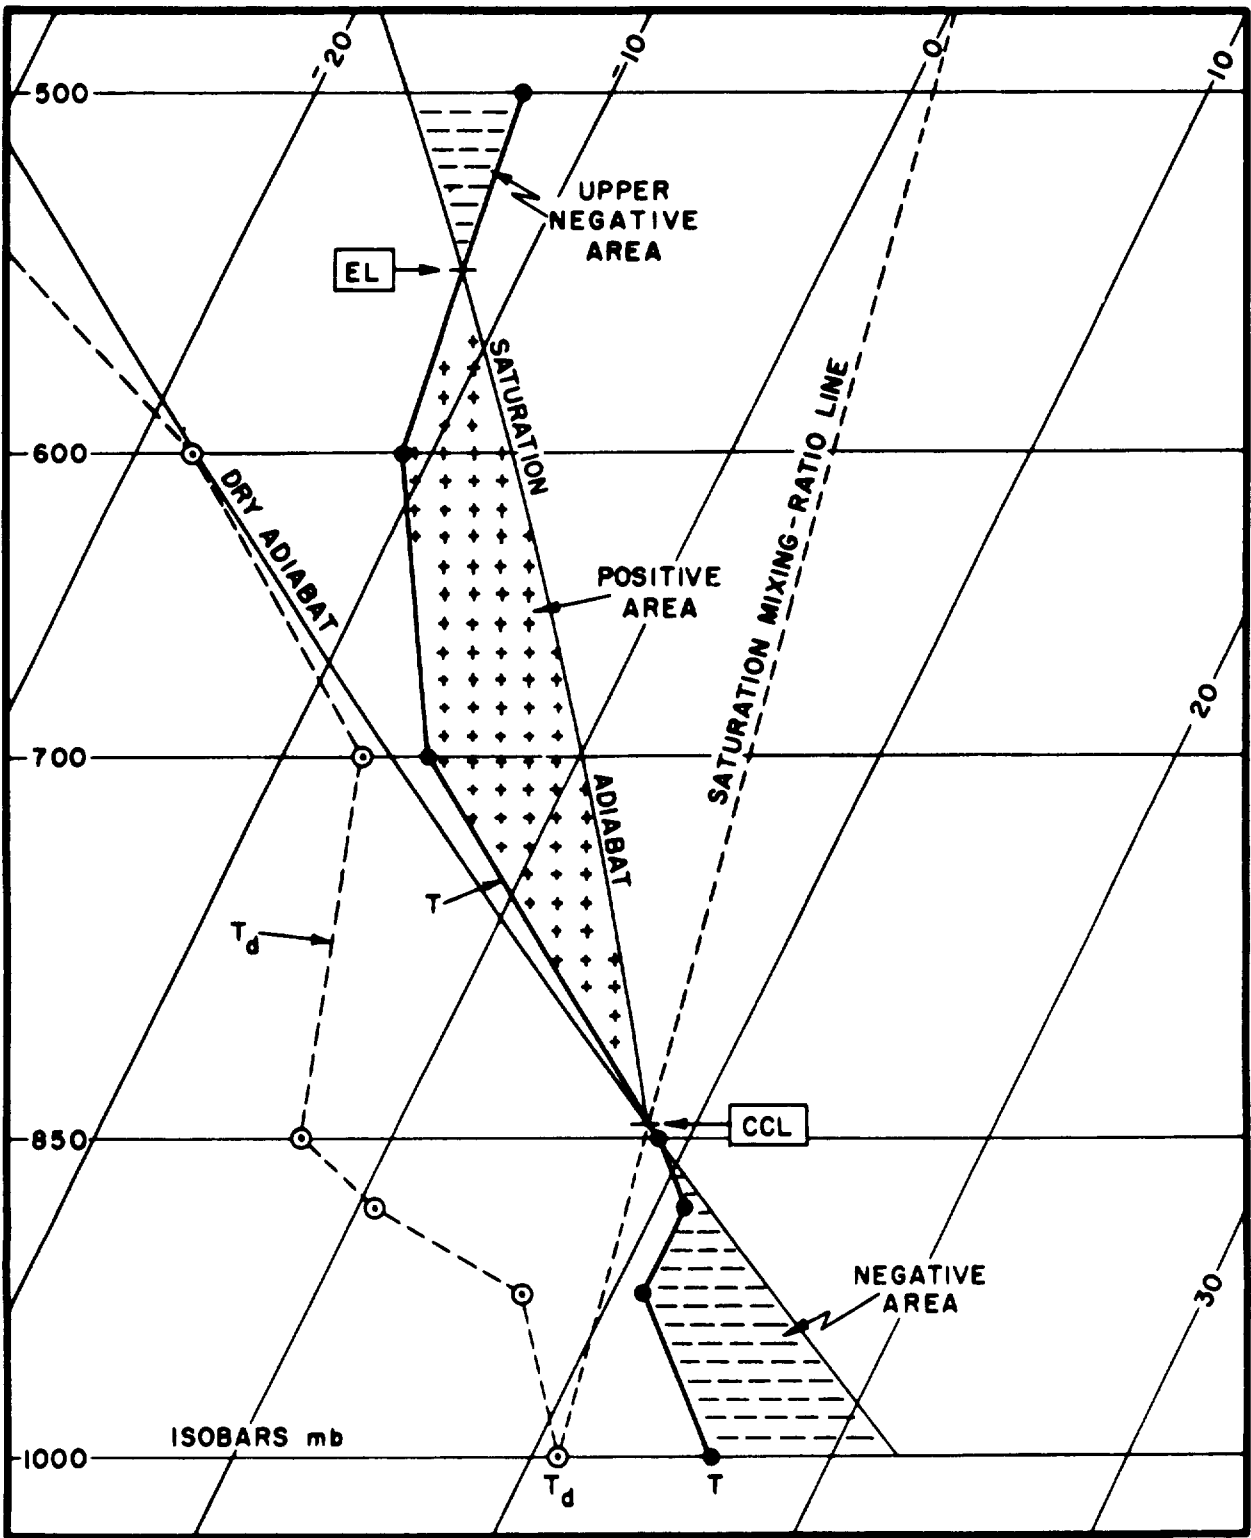 -20
-10
0
10
500
UPPER
NEGATIVE
AREA
EL
SATURATION
SATURATION MIXING-RATIO LINE
600
DRY ADIABAT
POSITIVE
AREA
20
700
ADIABAT
T
Td
CCL
850
NEGATIVE
AREA
30
ISOBARS mb
1000
Td
T